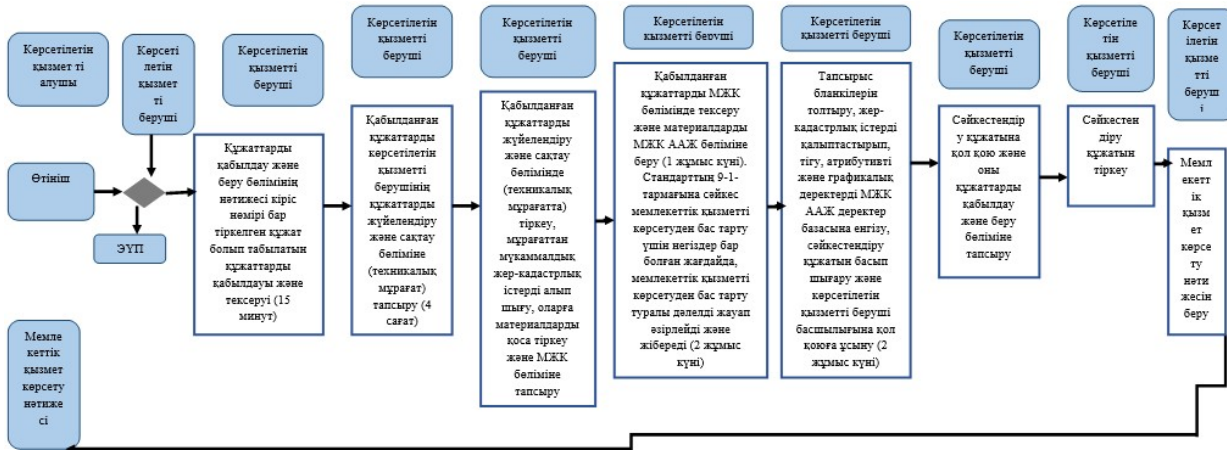 Көрсетілетін
қызмет ті
алушы
Көрсеті
летін
қызмет
ті
беруші
Көрсетілетін
қызметті
беруші
Көрсетілетін
қызметті
беруші
Көрсетілетін
қызметті
беруші
Көрсетілетін
қызметті беруші
Көрсетілетін
қызметті беруші
Көрсетілетін
қызметті
беруші
Көрсетіле
тін
қызметті
беруші
Көрсет
ілетін
қызме
тті
беруш
і
Өтініш
ЭҮП
Құжаттарды
қабылдау және
беру бөлімінің
нәтижесі кіріс
нөмірі бар
тіркелген құжат
болып табылатын
құжаттарды
қабылдауы және
тексеруі (15
минут)
Қабылданған
құжаттарды
көрсетілетін
қызметті
берушінің
құжаттарды
жүйелендіру
және сақтау
бөліміне
(техникалық
мұрағат)
тапсыру (4
сағат)
Қабылданған
құжаттарды
жүйелендіру
және сақтау
бөлімінде
(техникалық
мұрағатта)
тіркеу,
мұрағаттан
мүкаммалдық
жер-кадастрлық
істерді алып
шығу, оларға
материалдарды
қоса тіркеу
және МЖК
бөліміне
тапсыру
Қабылданған
құжаттарды МЖК
бөлімінде тексеру
және материалдарды
МЖК ААЖ бөліміне
беру (1 жұмыс күні).
Стандарттың 9-1-
тармағына сәйкес
мемлекеттік қызметті
көрсетуден бас тарту
үшін негіздер бар
болған жағдайда,
мемлекеттік қызметті
көрсетуден бас тарту
туралы дәлелді жауап
әзірлейді және
жібереді (2 жұмыс
күні)
Тапсырыс
бланкілерін
толтыру, жер-
кадастрлық істерді
қалыптастырып,
тігу, атрибутивті
және графикалық
деректерді МЖК
ААЖ деректер
базасына енгізу,
сәйкестендіру
құжатын басып
шығару және
көрсетілетін
қызметті беруші
басшылығына қол
қоюға ұсыну (2
жұмыс күні)
Сәйкестендір
у құжатына
қол қою және
оны
құжаттарды
қабылдау
және беру
бөліміне
тапсыру
Сәйкестен
діру
құжатын
тіркеу
Мемл
екетт
ік
қызм
ет
көрсе
ту
нәти
жесін
беру
Мемле
кеттік
қызмет
көрсету
нәтиже
сі